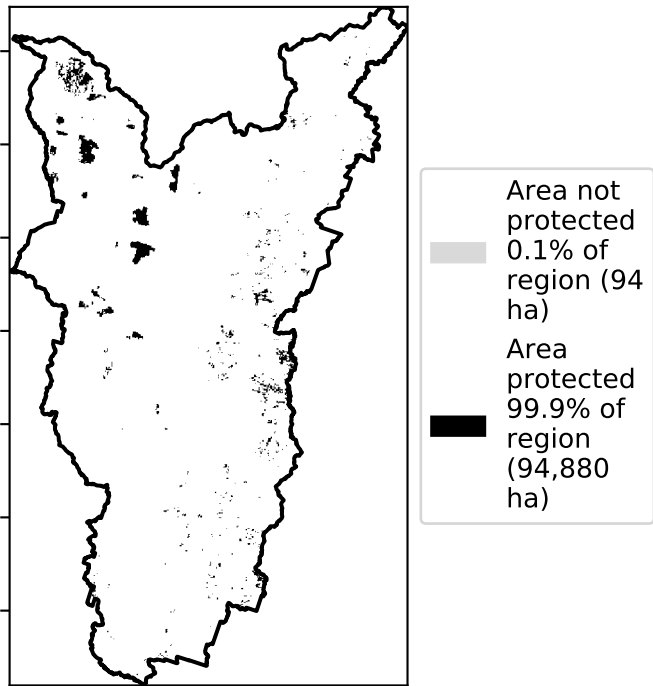 Area not
protected
0.1% of
region (94
ha)
Area
protected
99.9% of
region
(94,880
ha)